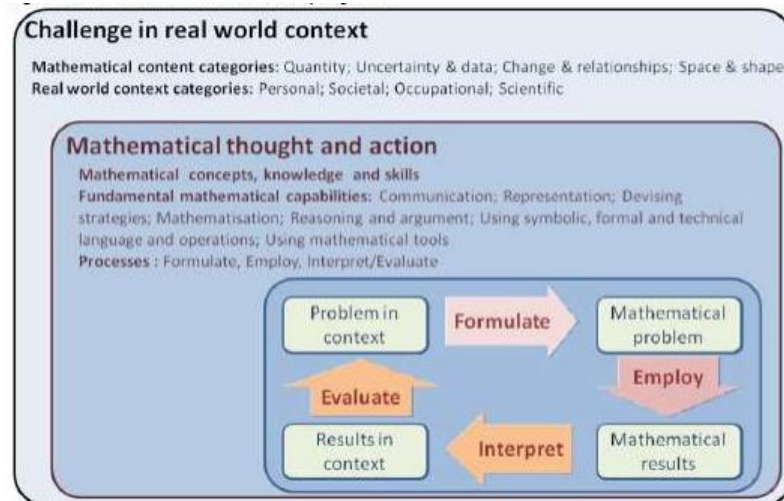 Challenge in real world context
Mathematical content categories: Quantity; Uncertainty & data; Change & relationships; Space & shape
Real world context categories: Personal; Societal; Occupational; Scientific
Mathematical thought and action
Mathematical concepts, knowledge and skills
Fundamental mathematical capabilities: Communication; Representation; Devising
strategies; Mathematisation; Reasoning and argument; Using symbolic, formal and technical
language and operations; Using mathematical tools
Processes : Formulate, Employ, Interpret/Evaluate
Problem in
context
Formulate
Mathematical
problem
Evaluate
Employ
Results in
context
Interpret
Mathematical
results